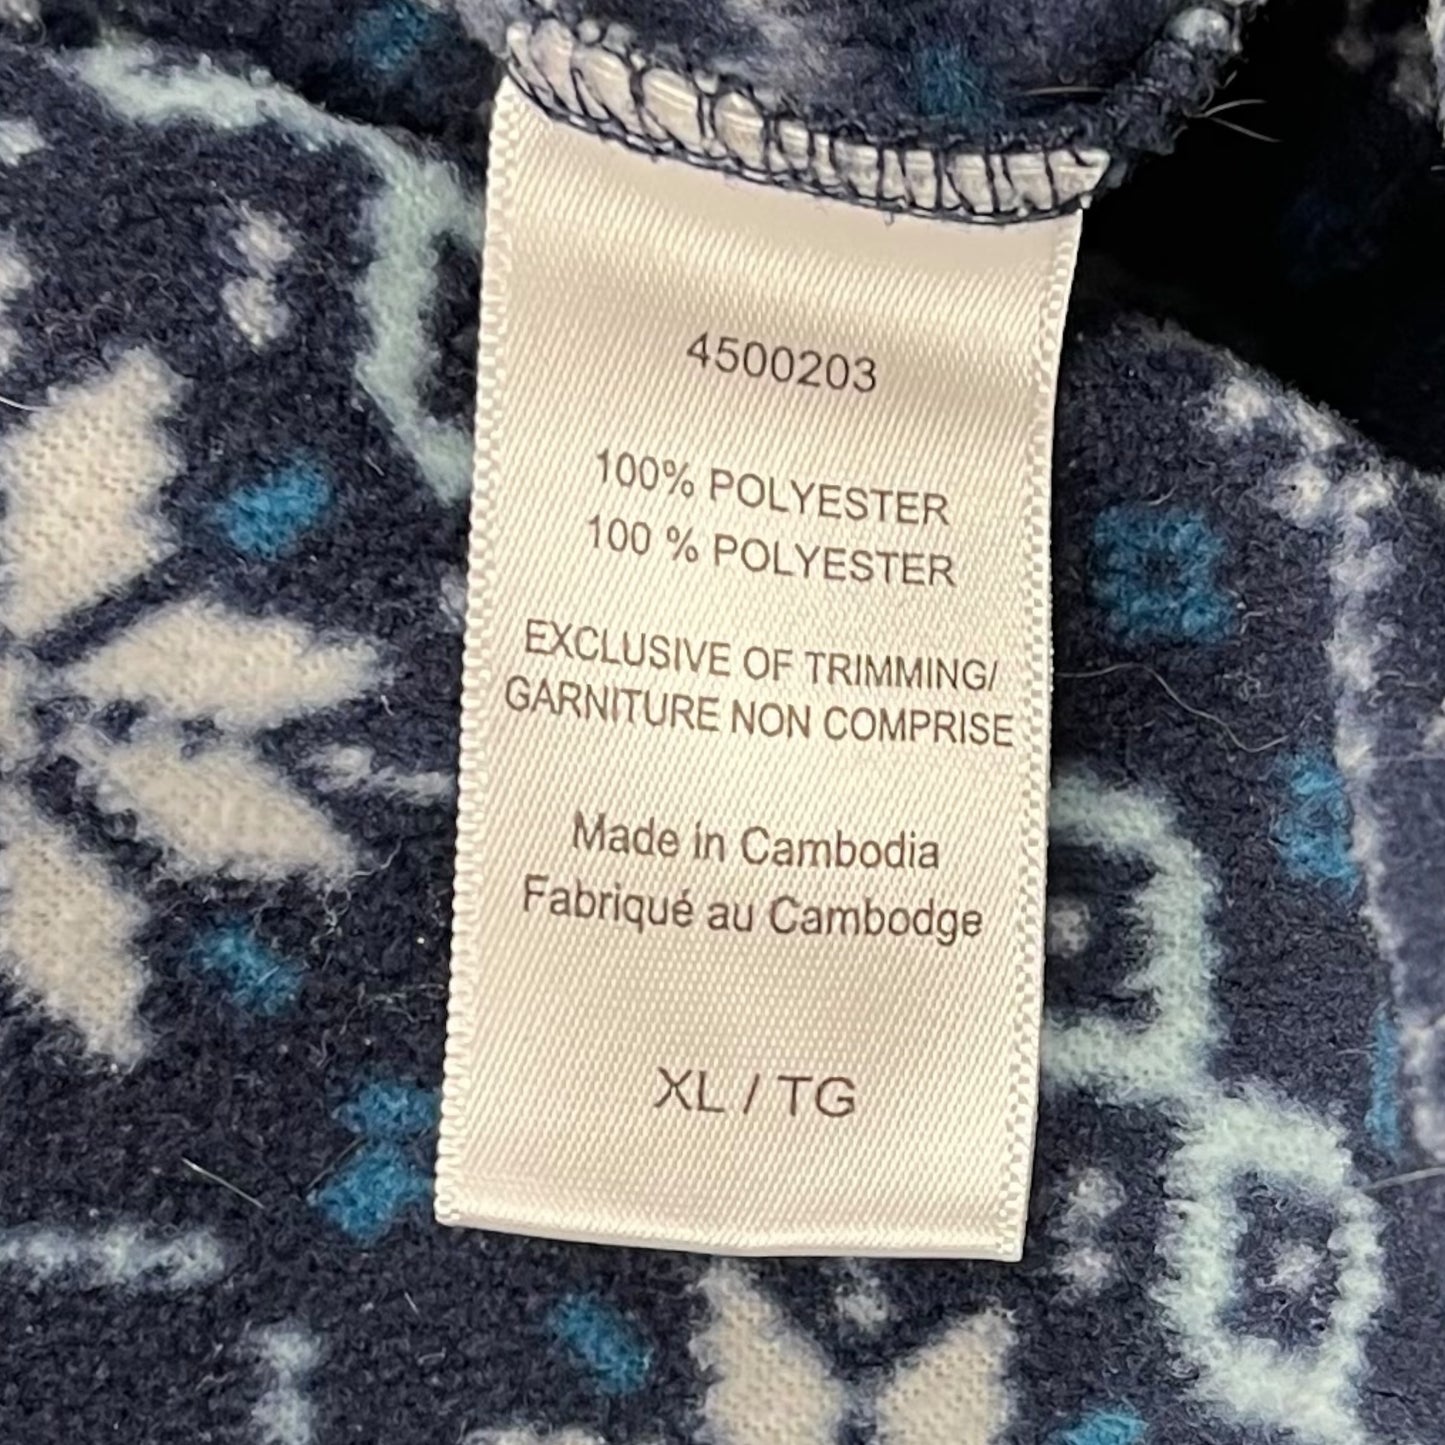 4500203
100% POLYESTER
100 % POLYESTER
EXCLUSIVE OF TRIMMING/
GARNITURE NON COMPRISE
Made in Cambodia
Fabriqué au Cambodge
XL / TG